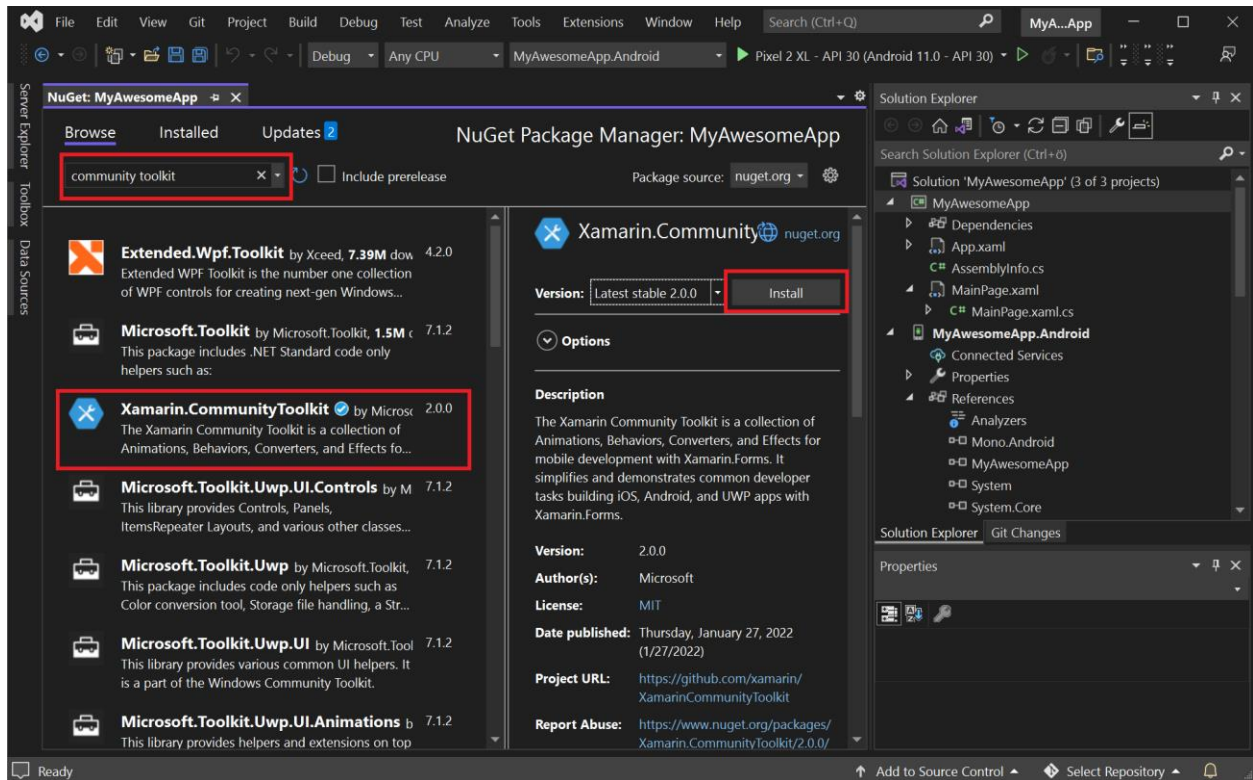 File Edit View Git Project Build Debug Test Analyze Tools Extensions Window Help Search (Ctrl+Q) MyA...App
Debug Any CPU MyAwesomeApp.Android Pixel 2 XL - API 30 (Android 11.0 - API 30)
Server Explorer
Toolbox
Data Sources
NuGet: MyAwesomeApp
Browse Installed Updates 2 NuGet Package Manager: MyAwesomeApp
community toolkit Include prerelease Package source: nuget.org
Extended.Wpf.Toolkit by Xceed, 7.39M dow 4.2.0
Extended WPF Toolkit is the number one collection
of WPF controls for creating next-gen Windows...
Microsoft.Toolkit by Microsoft.Toolkit, 1.5M 7.1.2
This package includes .NET Standard code only
helpers such as:
Xamarin.CommunityToolkit by Microsc 2.0.0
The Xamarin Community Toolkit is a collection of
Animations, Behaviors, Converters, and Effects fo...
Microsoft.Toolkit.Uwp.UI.Controls by M 7.1.2
This library provides Controls, Panels,
ItemsRepeater Layouts, and various other classes...
Microsoft.Toolkit.Uwp by Microsoft.Toolkit, 7.1.2
This package includes code only helpers such as
Color conversion tool, Storage file handling, a Str...
Microsoft.Toolkit.Uwp.UI by Microsoft.Tool 7.1.2
This library provides various common UI helpers. It
is a part of the Windows Community Toolkit.
Microsoft.Toolkit.Uwp.UI.Animations b 7.1.2
This library provides helpers and extensions on top
Xamarin.Community nuget.org
Version: Latest stable 2.0.0 Install
Options
Description
The Xamarin Community Toolkit is a collection of
Animations, Behaviors, Converters, and Effects for
mobile development with Xamarin.Forms. It
simplifies and demonstrates common developer
tasks building iOS, Android, and UWP apps with
Xamarin.Forms.
Version: 2.0.0
Author(s): Microsoft
License: MIT
Date published: Thursday, January 27, 2022
(1/27/2022)
Project URL: https://github.com/xamarin/
XamarinCommunityToolkit
Report Abuse: https://www.nuget.org/packages/
Xamarin.CommunityToolkit/2.0.0/
Solution Explorer
Search Solution Explorer (Ctrl+ö)
Solution 'MyAwesomeApp' (3 of 3 projects)
MyAwesomeApp
Dependencies
App.xaml
C# AssemblyInfo.cs
MainPage.xaml
C# MainPage.xaml.cs
MyAwesomeApp.Android
Connected Services
Properties
References
Analyzers
Mono.Android
MyAwesomeApp
System
System.Core
Solution Explorer Git Changes
Properties
Ready Add to Source Control Select Repository